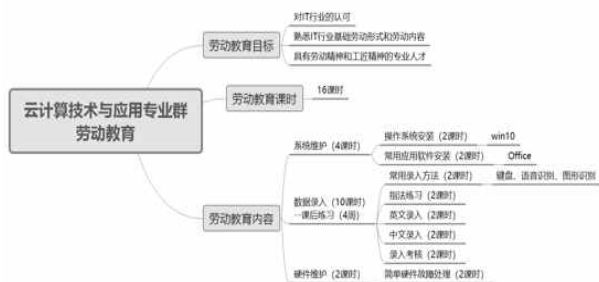 云计算技术与应用专业群
劳动教育
劳动教育目标
对IT行业的认可
熟悉IT行业基础劳动形式和劳动内容
具有劳动精神和工匠精神的专业人才
劳动教育课时
16课时
劳动教育内容
系统维护（4课时）
操作系统安装（2课时）
win10
常用应用软件安装（2课时）
Office
数据录入（10课时）
--课后练习（4周）
常用录入方法（2课时）
键盘、语音识别、图形识别
指法练习（2课时）
英文录入（2课时）
中文录入（2课时）
录入考核（2课时）
硬件维护（2课时）
简单硬件故障处理（2课时）